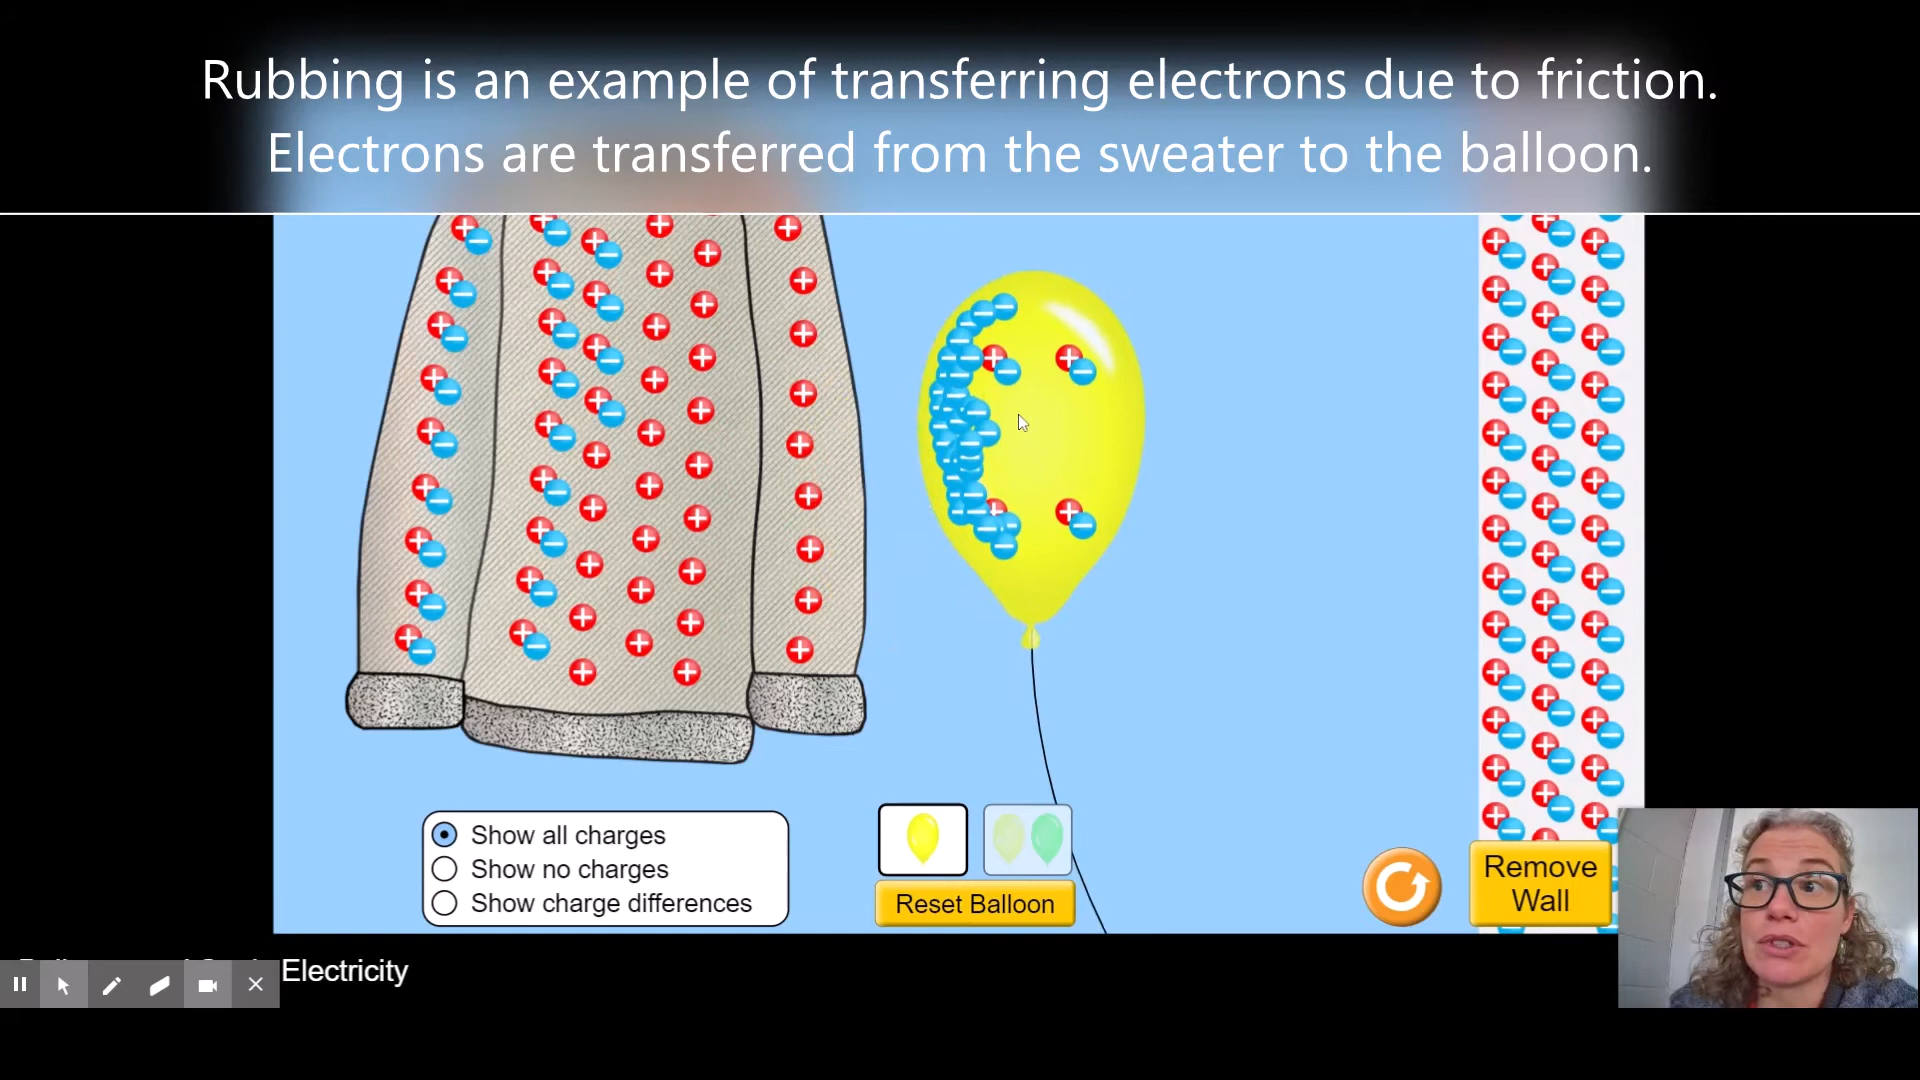 Rubbing is an example of transferring electrons due to friction.
Electrons are transferred from the sweater to the balloon.
Show all charges
Show no charges
Show charge differences
Reset Balloon
Remove
Wall
Electricity